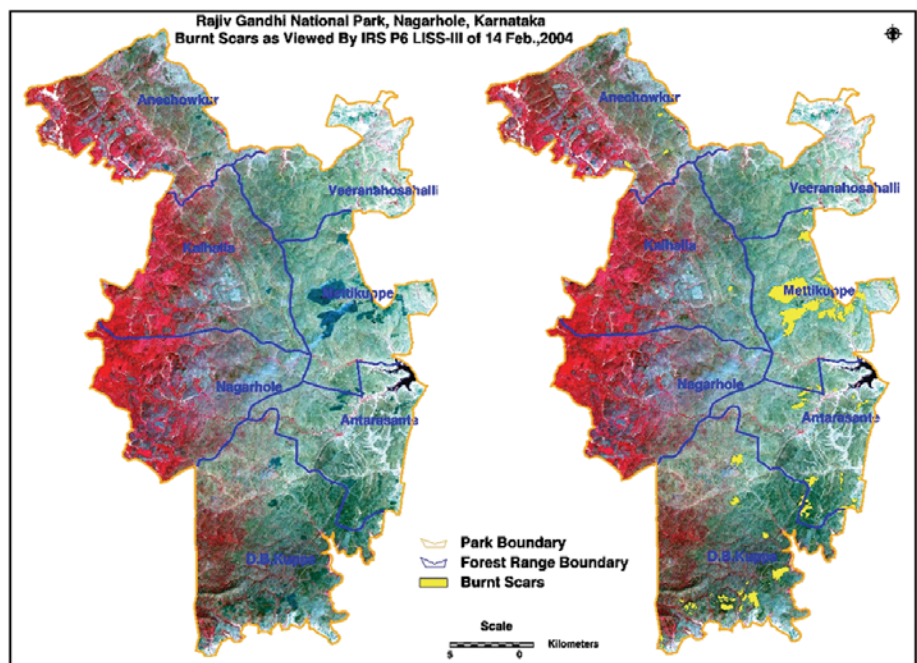 Rajiv Gandhi National Park, Nagarhole, Karnataka
Burnt Scars as Viewed By IRS P6 LISS-III of 14 Feb.,2004
Anechowkur
Veeranahosahalli
Kalhalla
Mettikuppe
Nagarhole
Antarasante
D.B.Kuppe
Anechowkur
Veeranahosahalli
Kalhalla
Mettikuppe
Nagarhole
Antarasante
D.B.Kuppe
Park Boundary
Forest Range Boundary
Burnt Scars
Scale
5 0 Kilometers